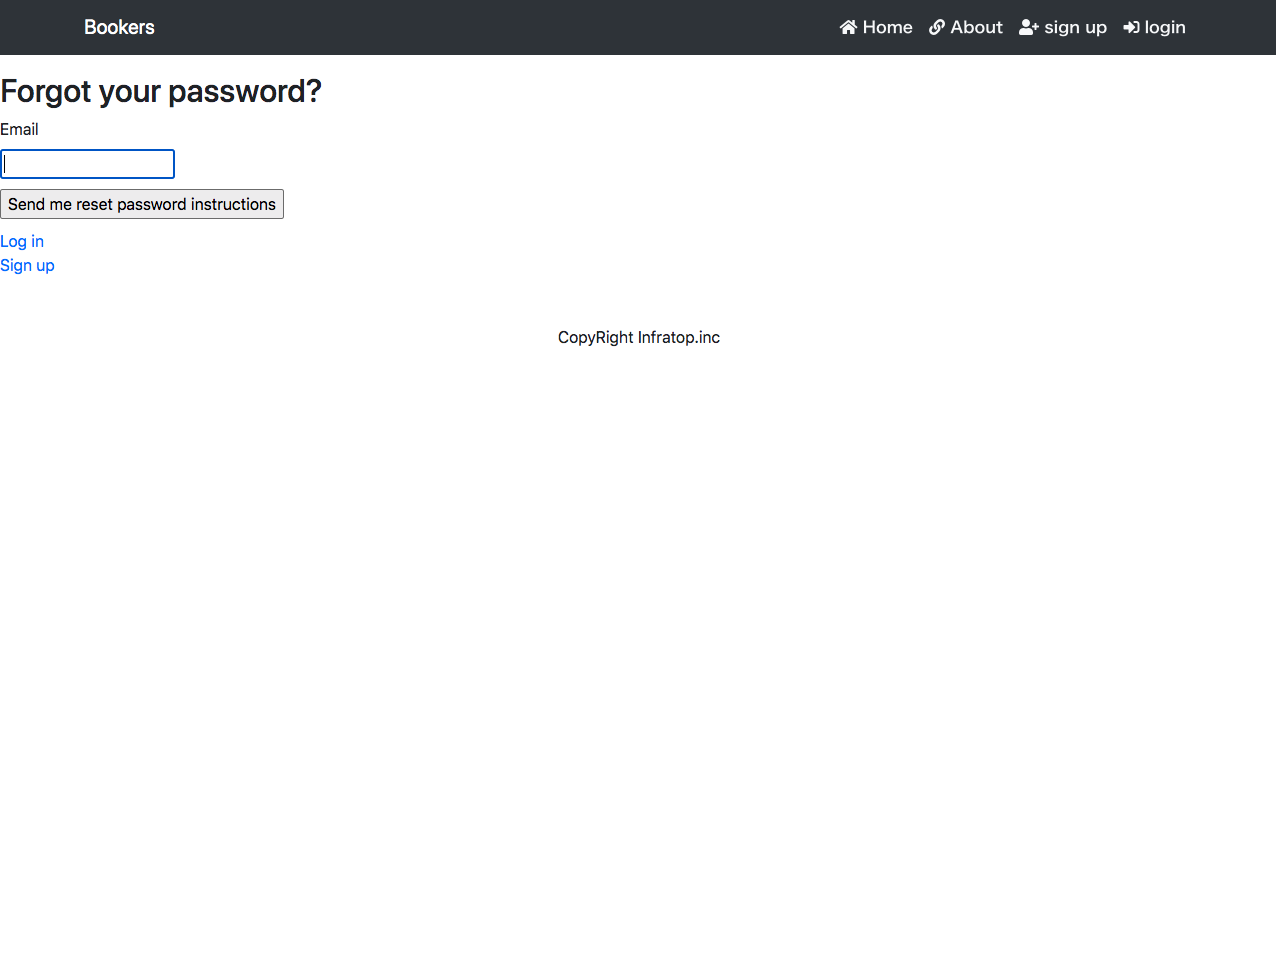 Bookers Home About sign up login
Forgot your password?
Email
Send me reset password instructions
Log in
Sign up
CopyRight Infratop.inc